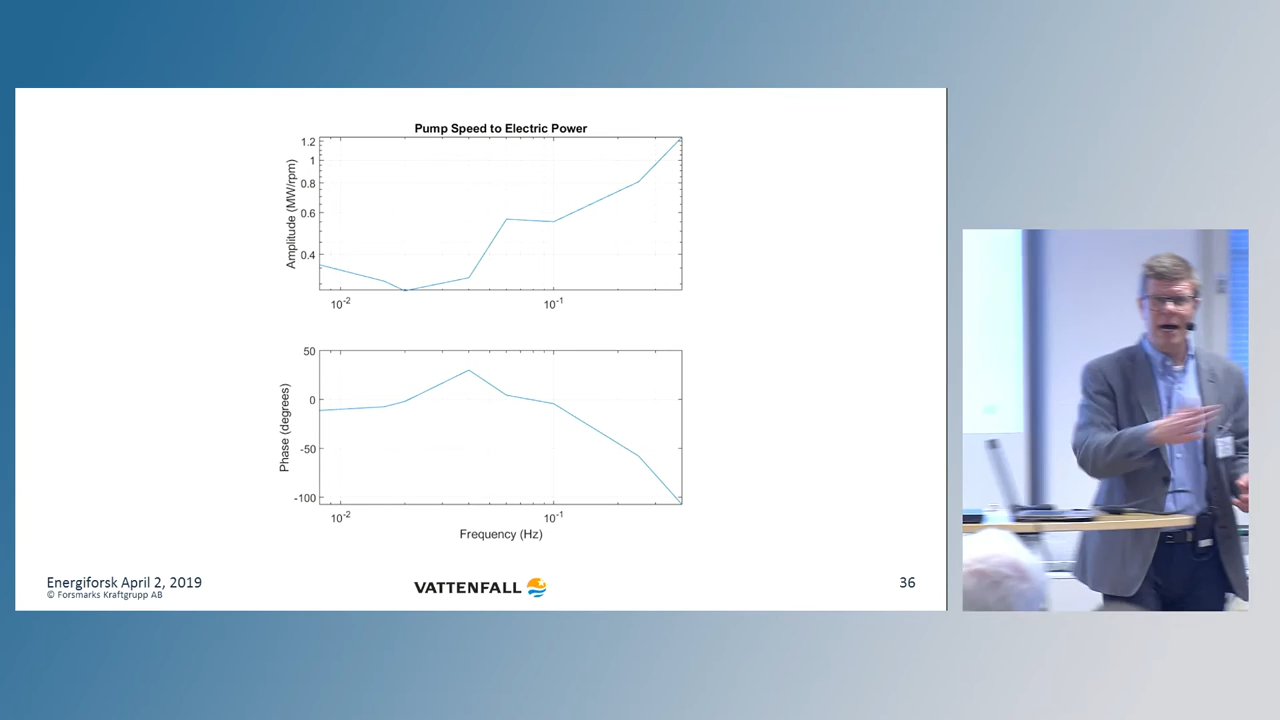 Pump Speed to Electric Power
1.2
1
0.8
0.6
0.4
Amplitude (MW/rpm)
10-2
10-1
50
0
-50
-100
Phase (degrees)
10-2
10-1
Frequency (Hz)
Energiforsk April 2, 2019
© Forsmarks Kraftgrupp AB
VATTENFALL
36